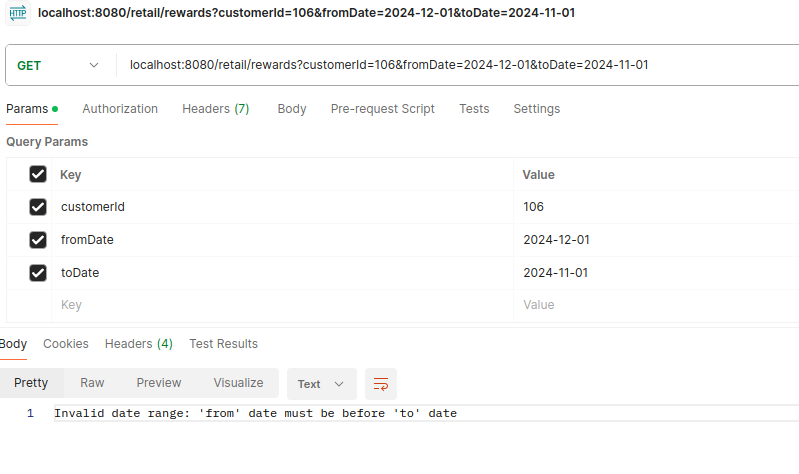 HTTP localhost:8080/retail/rewards?customerId=106&fromDate=2024-12-01&toDate=2024-11-01
GET localhost:8080/retail/rewards?customerId=106&fromDate=2024-12-01&toDate=2024-11-01
Params Authorization Headers (7) Body Pre-request Script Tests Settings
Query Params
Key Value
customerId 106
fromDate 2024-12-01
toDate 2024-11-01
Key Value
Body Cookies Headers (4) Test Results
Pretty Raw Preview Visualize Text
1 Invalid date range: 'from' date must be before 'to' date